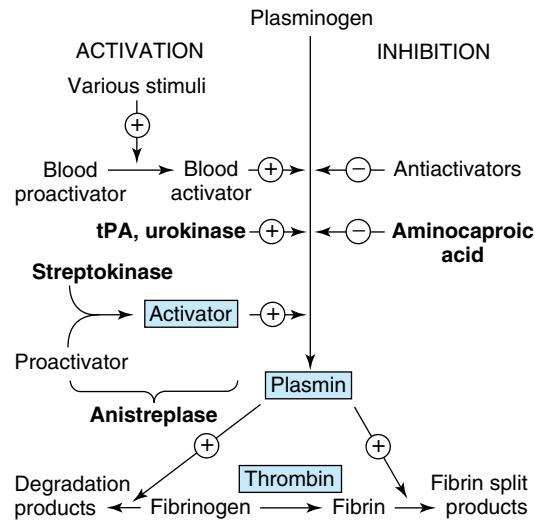 Plasminogen
ACTIVATION
INHIBITION
Various stimuli
+
Blood
proactivator
Blood
activator
+
−
Antiactivators
tPA, urokinase
+
−
Aminocaproic
acid
Streptokinase
Activator
+
Proactivator
Plasmin
Anistreplase
+
+
Thrombin
Degradation
products
Fibrinogen
Fibrin
Fibrin split
products